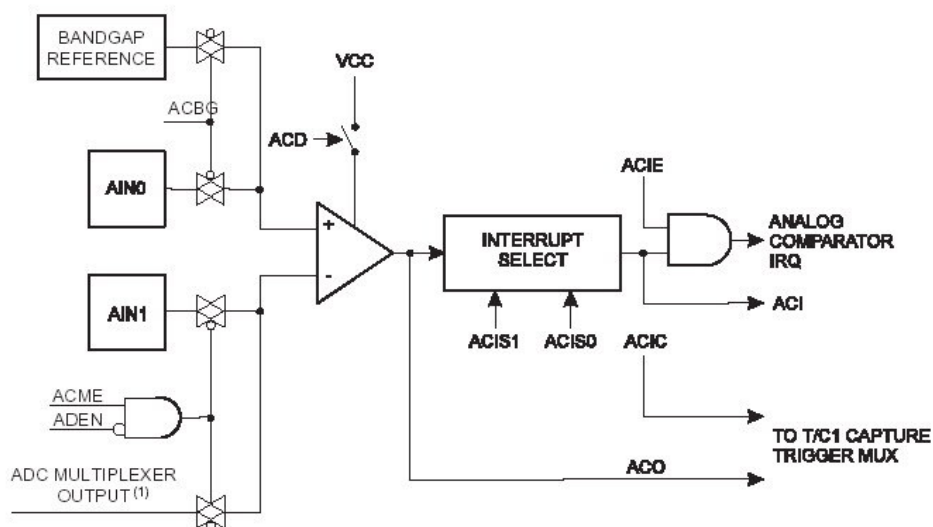 BANDGAP
REFERENCE
VCC
ACBG
ACD
AIN0
ACIE
+
INTERRUPT
SELECT
ANALOG
COMPARATOR
IRQ
-
AIN1
ACI
ACIS1
ACIS0
ACIC
ACME
ADEN
TO T/C1 CAPTURE
TRIGGER MUX
ADC MULTIPLEXER
OUTPUT (1)
ACO